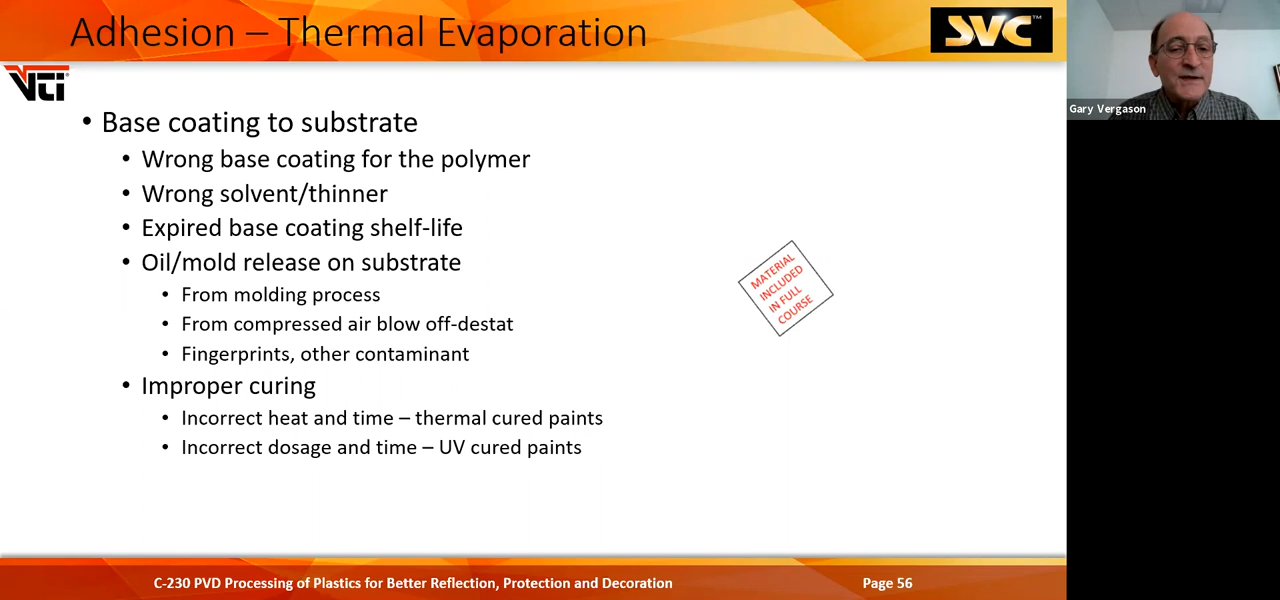 Adhesion – Thermal Evaporation
SVC™
VTI
Gary Vergason
• Base coating to substrate
• Wrong base coating for the polymer
• Wrong solvent/thinner
• Expired base coating shelf-life
• Oil/mold release on substrate
• From molding process
• From compressed air blow off-destat
• Fingerprints, other contaminant
• Improper curing
• Incorrect heat and time – thermal cured paints
• Incorrect dosage and time – UV cured paints
MATERIAL
INCLUDED
IN FULL
COURSE
C-230 PVD Processing of Plastics for Better Reflection, Protection and Decoration
Page 56